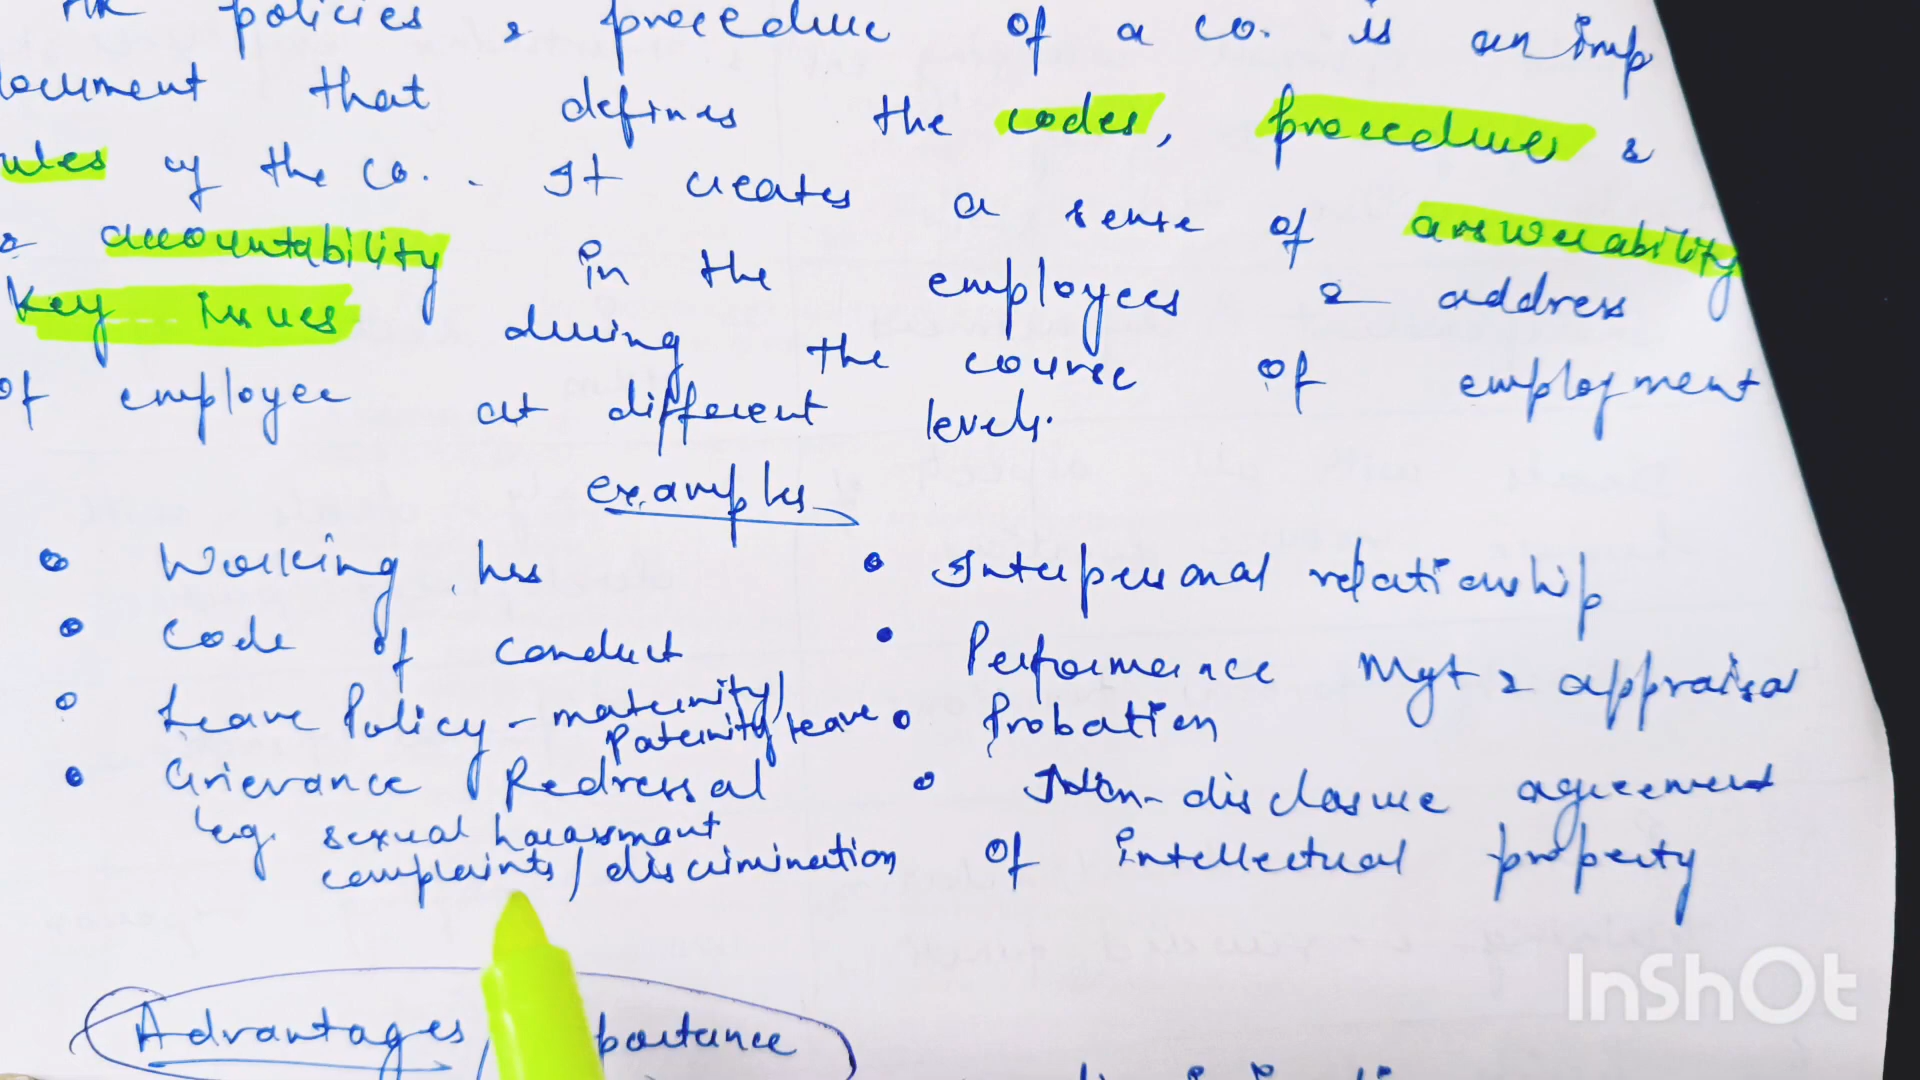 HR policies & procedure of a co. is an imp
document that defines the codes, procedures &
rules of the co. . It creates a sense of answerability
& accountability in the employees & address
key issues during the course of employment
of employee at different levels.
examples
• Working hrs
• Code of conduct
• Leave Policy - maternity/
paternity leave
• Grievance Redressal
eg. sexual harassment
complaints / discrimination
• Interpersonal relationship
• Performance Mgt & appraisal
• Probation
• Non-disclosure agreement
of intellectual property
Advantages /
InShOt